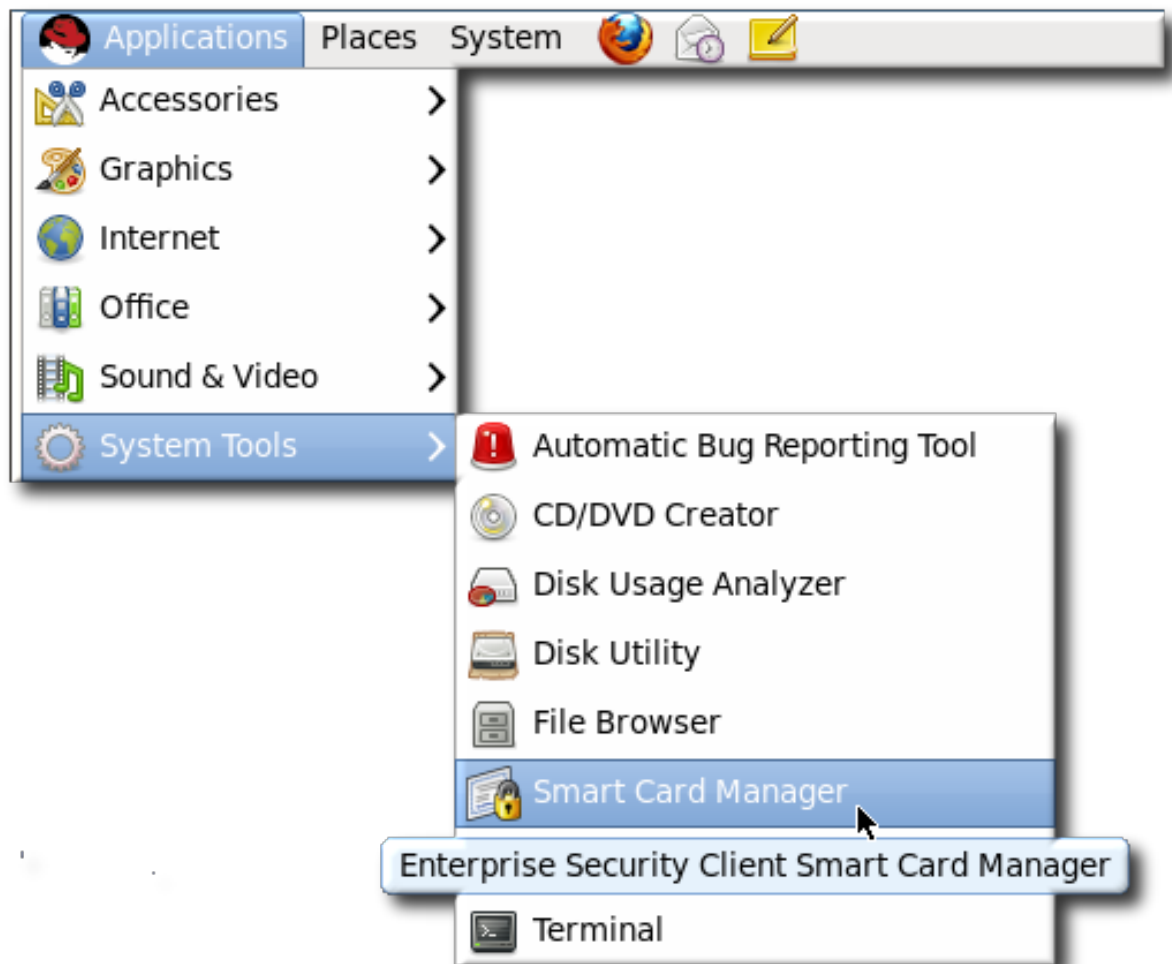 Applications Places System
Accessories
Graphics
Internet
Office
Sound & Video
System Tools
Automatic Bug Reporting Tool
CD/DVD Creator
Disk Usage Analyzer
Disk Utility
File Browser
Smart Card Manager
Enterprise Security Client Smart Card Manager
Terminal